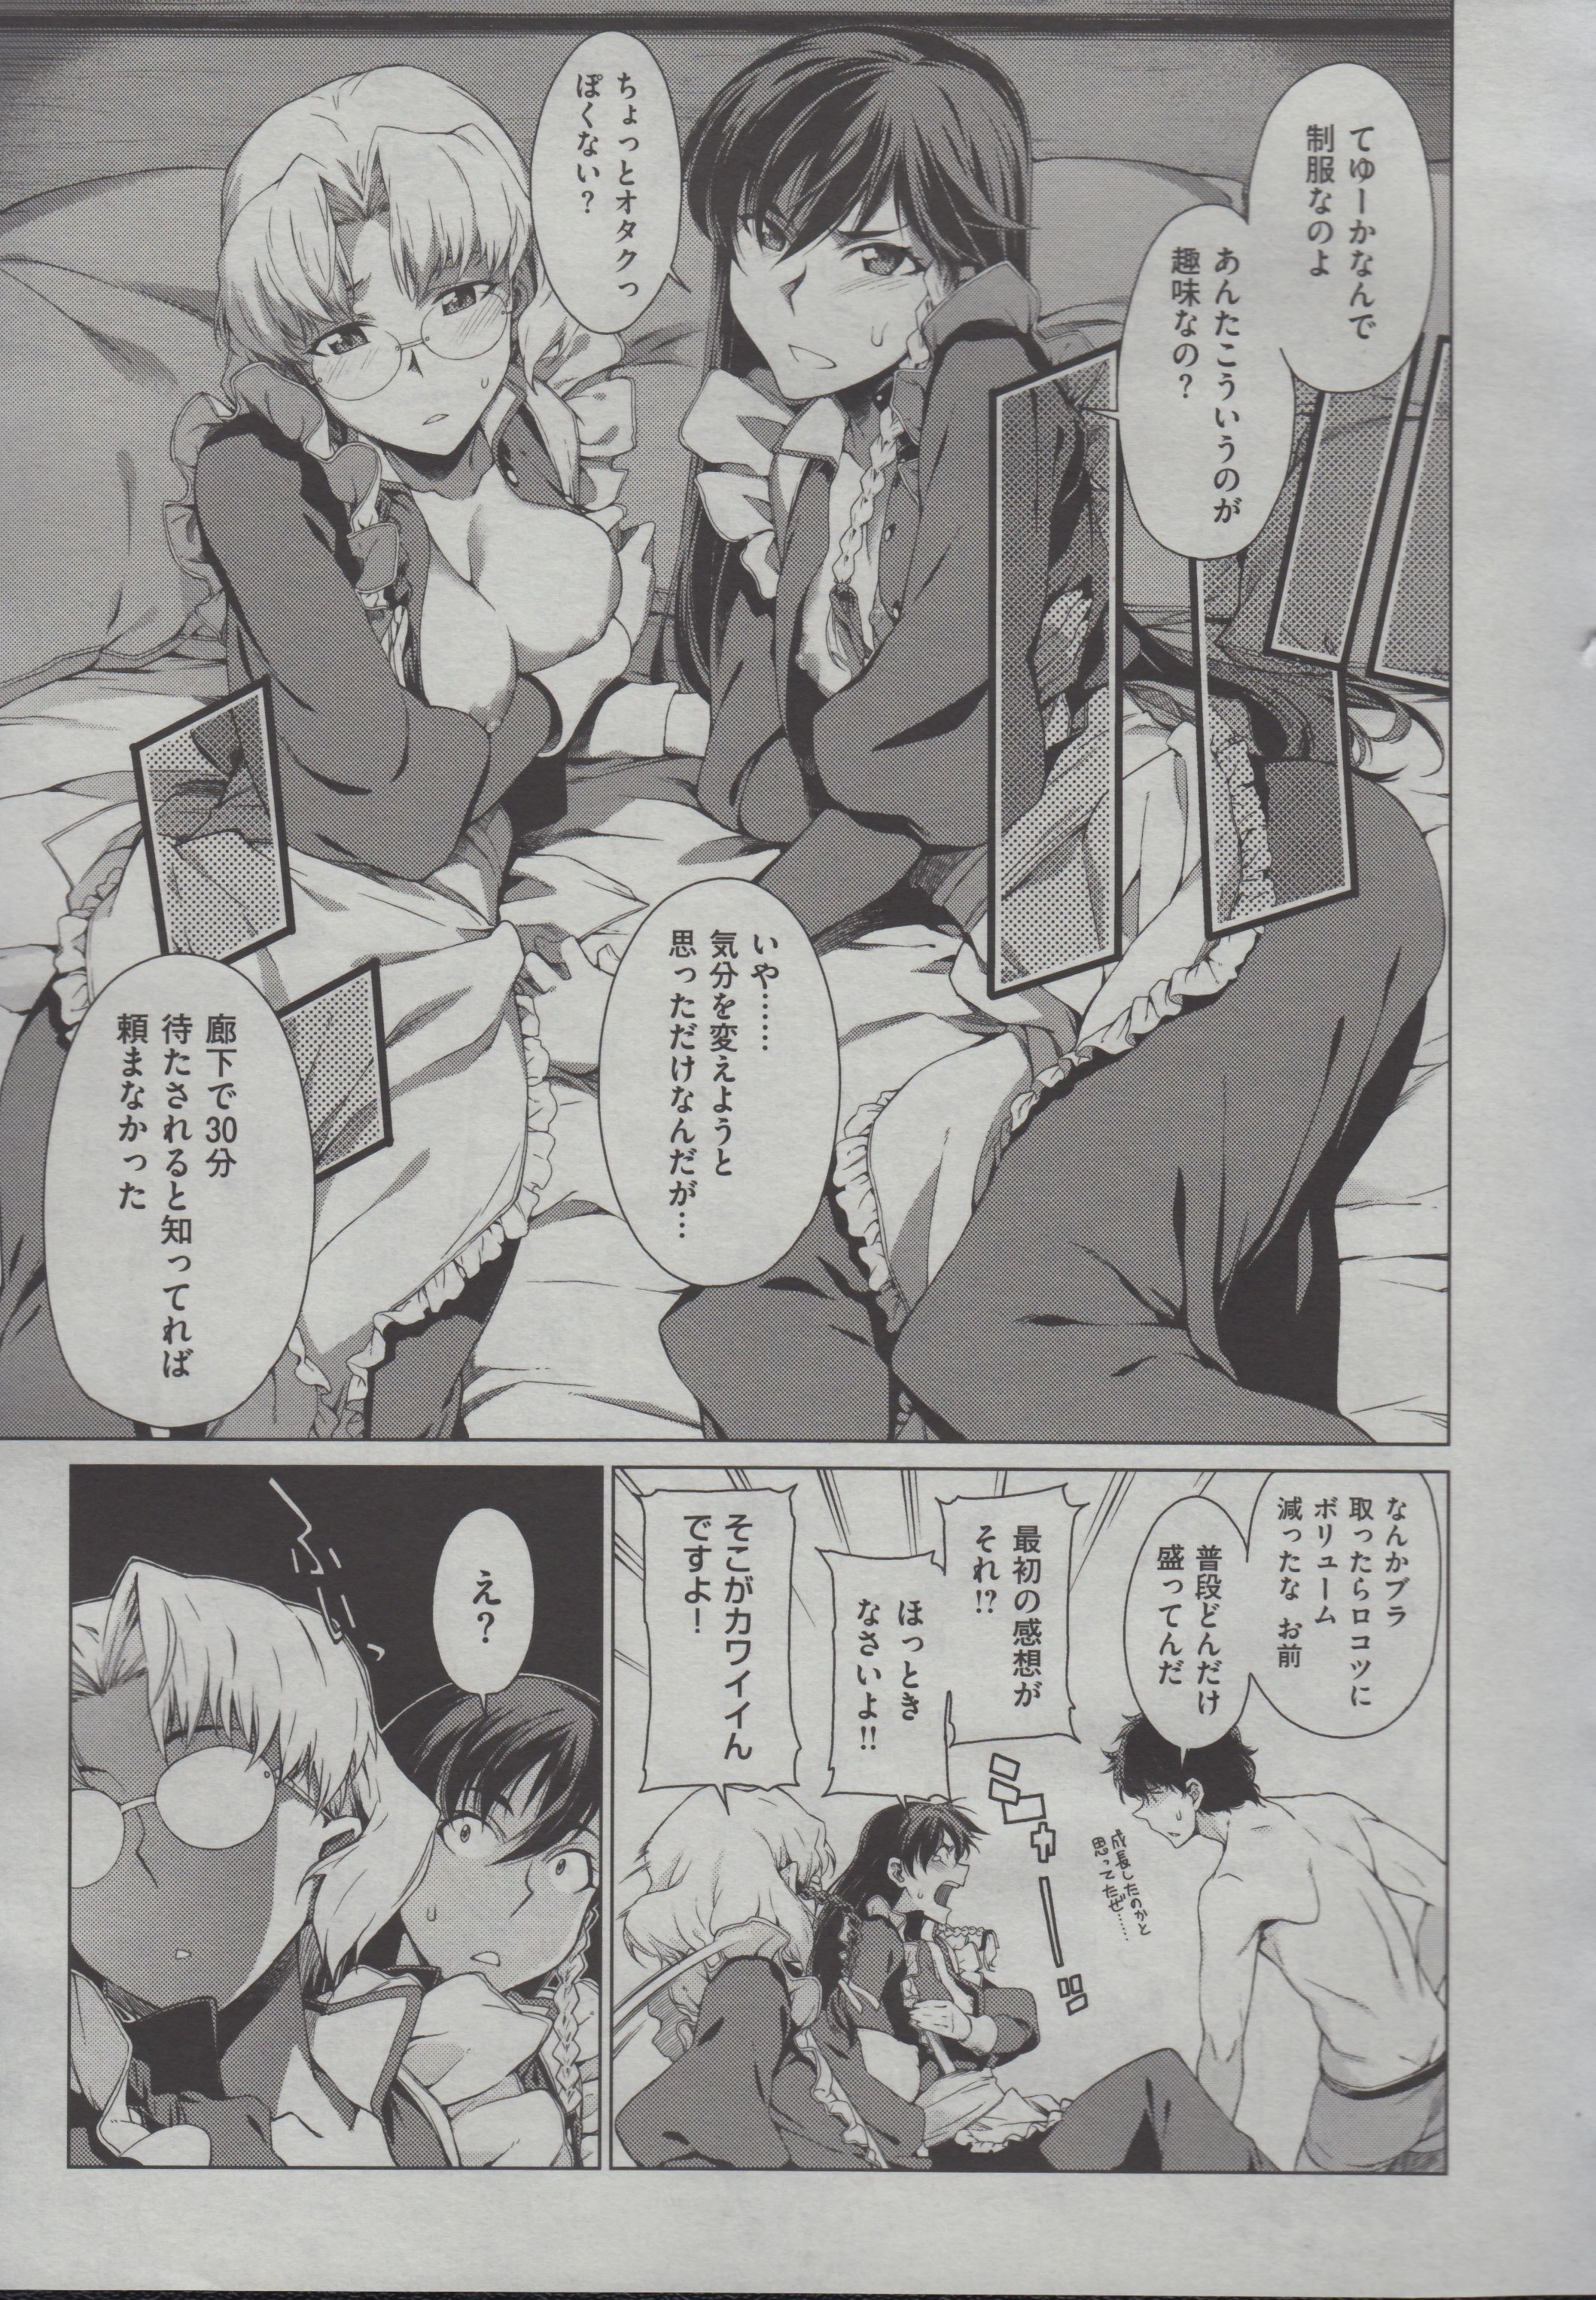 てゆーかなんで
制服なのよ
あんたこういうのが
趣味なの？
ちょっとオタクっ
ぽくない？
いや……
気分を変えようと
思っただけなんだが…
廊下で30分
待たされると知ってれば
頼まなかった
なんかブラ
取ったらロコツに
ボリューム
減ったな お前
普段どんだけ
盛ってんだ
成長したのかと
思ってたぜ……
最初の感想が
それ!?
ほっとき
なさいよ!!
そこがカワイイん
ですよ！
え？